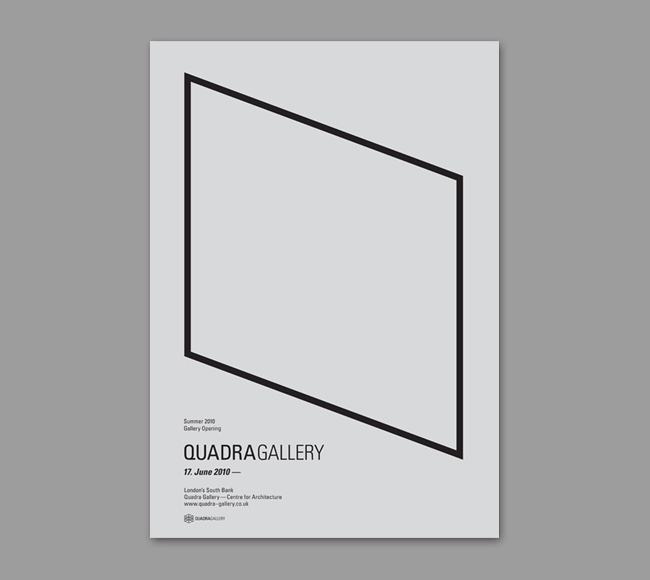 Summer 2010
Gallery Opening
QUADRAGALLERY
17. June 2010 —
London's South Bank
Quadra Gallery — Centre for Architecture
www.quadra-gallery.co.uk
QUADRAGALLERY